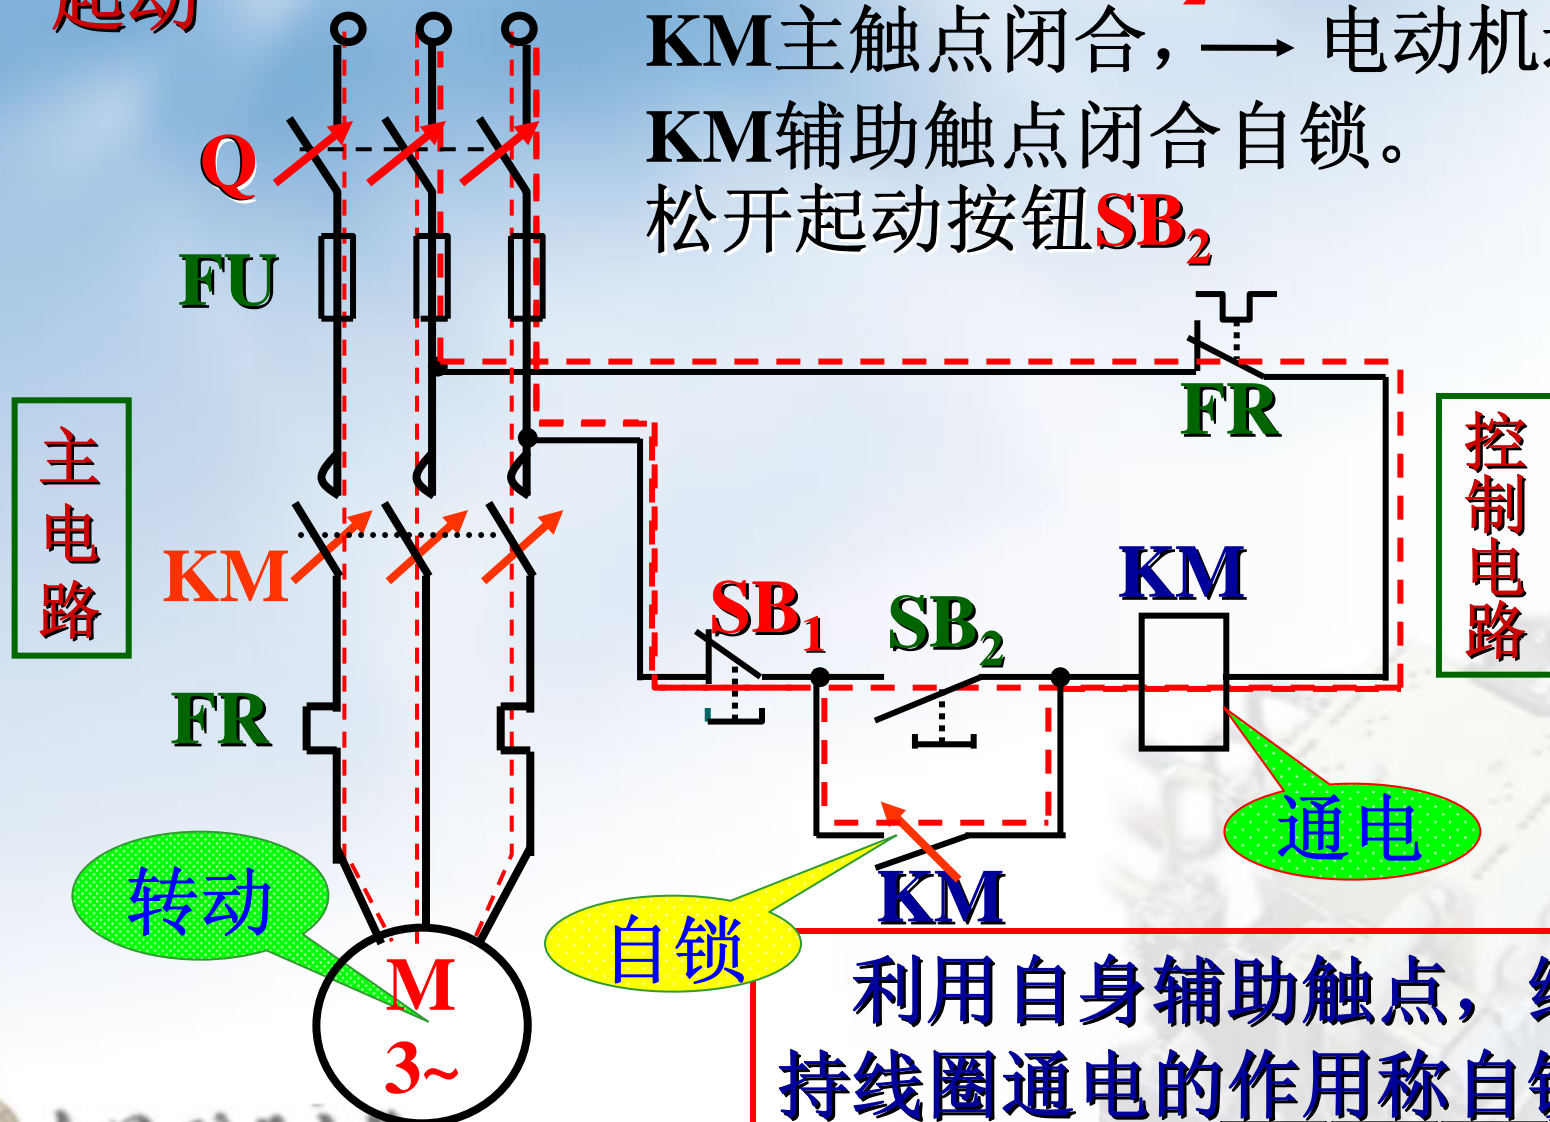 起动
KM主触点闭合，→ 电动机
KM辅助触点闭合自锁。
松开起动按钮SB₂
Q
FU
FR
主电路
控制电路
KM
KM
SB₁
SB₂
FR
通电
转动
KM
自锁
M
3~
利用自身辅助触点，
持线圈通电的作用称自锁